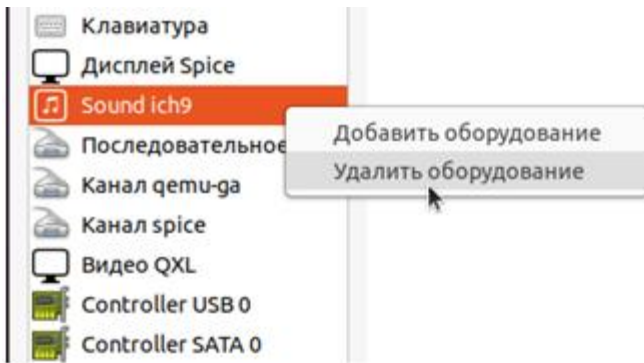 Клавиатура
Дисплей Spice
Sound ich9
Последовательное
Канал qemu-ga
Канал spice
Видео QXL
Controller USB 0
Controller SATA 0
Добавить оборудование
Удалить оборудование